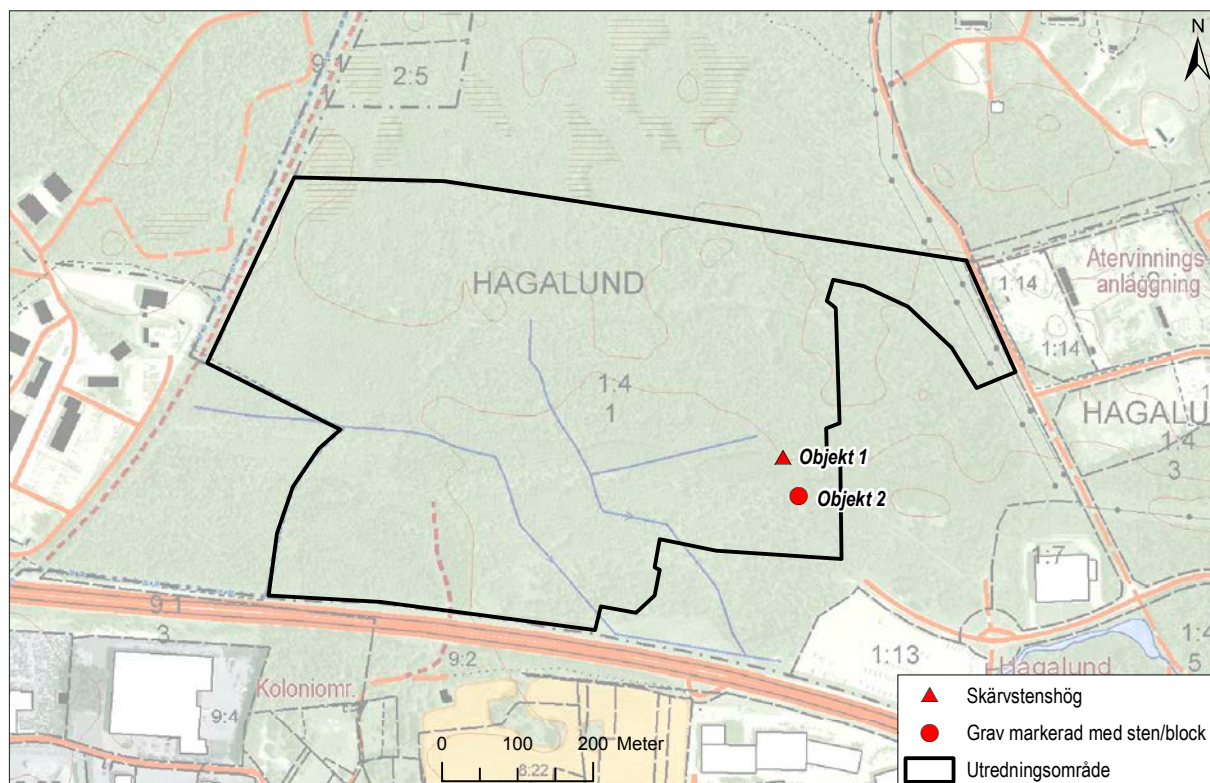 N
9:1
1
2:5
HAGALUND
Återvinnings-
anläggning
1:14
1:14
1:4
1
HAGALU
1:4
3
Objekt 1
Objekt 2
1:7
9:1
3
9:2
1:13
Hagalund
1:4
5
Koloniomr.
9:4
0 100 200 Meter
8:22
Skärvstenshög
Grav markerad med sten/block
Utredningsområde